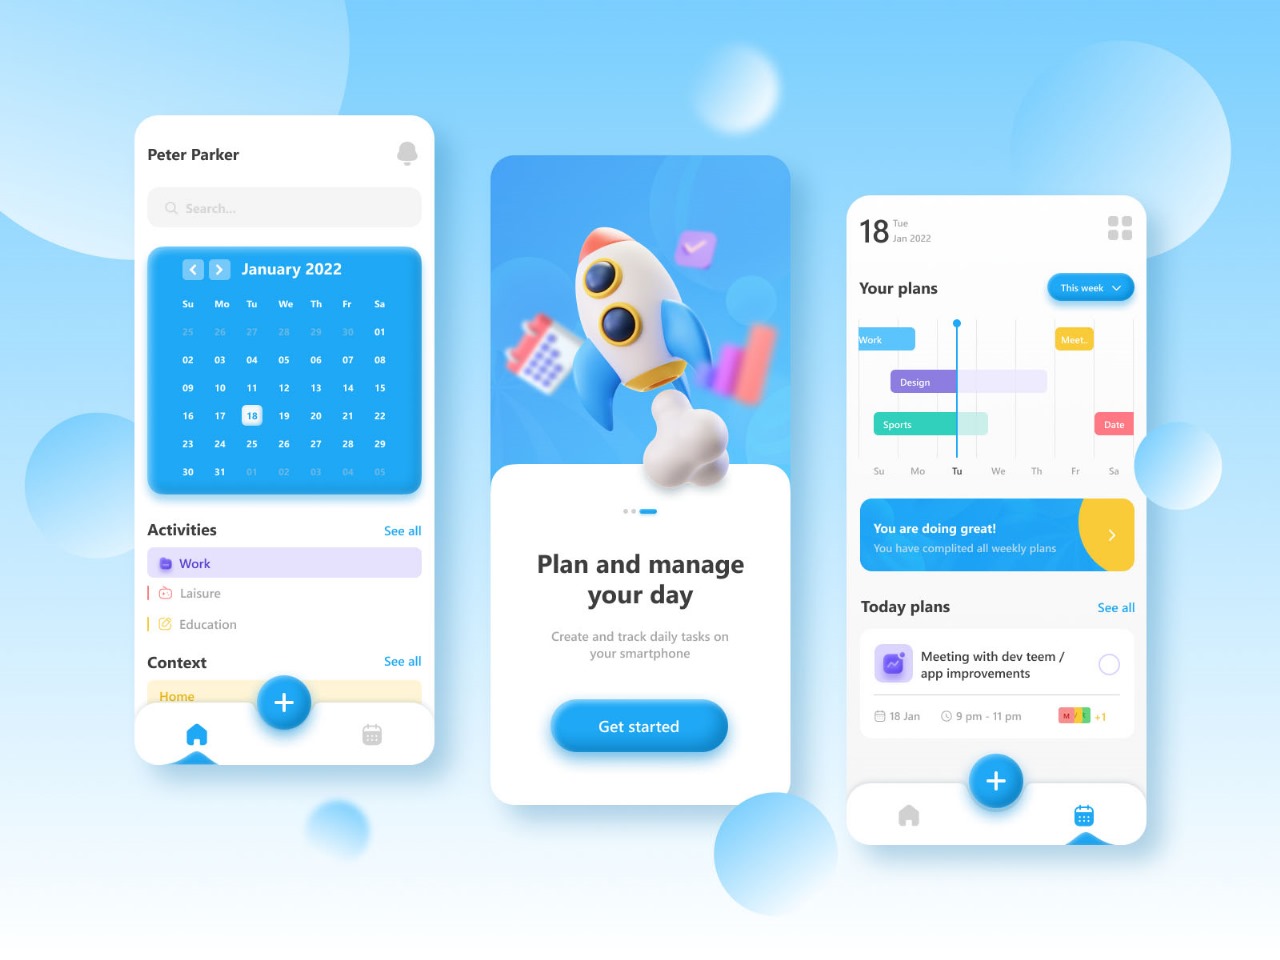 Peter Parker
Search...
January 2022
Su Mo Tu We Th Fr Sa
25 26 27 28 29 30 01
02 03 04 05 06 07 08
09 10 11 12 13 14 15
16 17 18 19 20 21 22
23 24 25 26 27 28 29
30 31 01 02 03 04 05
Activities See all
Work
Laisure
Education
Context See all
Home
Plan and manage
your day
Create and track daily tasks on
your smartphone
Get started
18 Tue
Jan 2022
Your plans This week
Work Meet..
Design
Sports Date
Su Mo Tu We Th Fr Sa
You are doing great!
You have complited all weekly plans
Today plans See all
Meeting with dev teem /
app improvements
18 Jan 9 pm - 11 pm M / +1